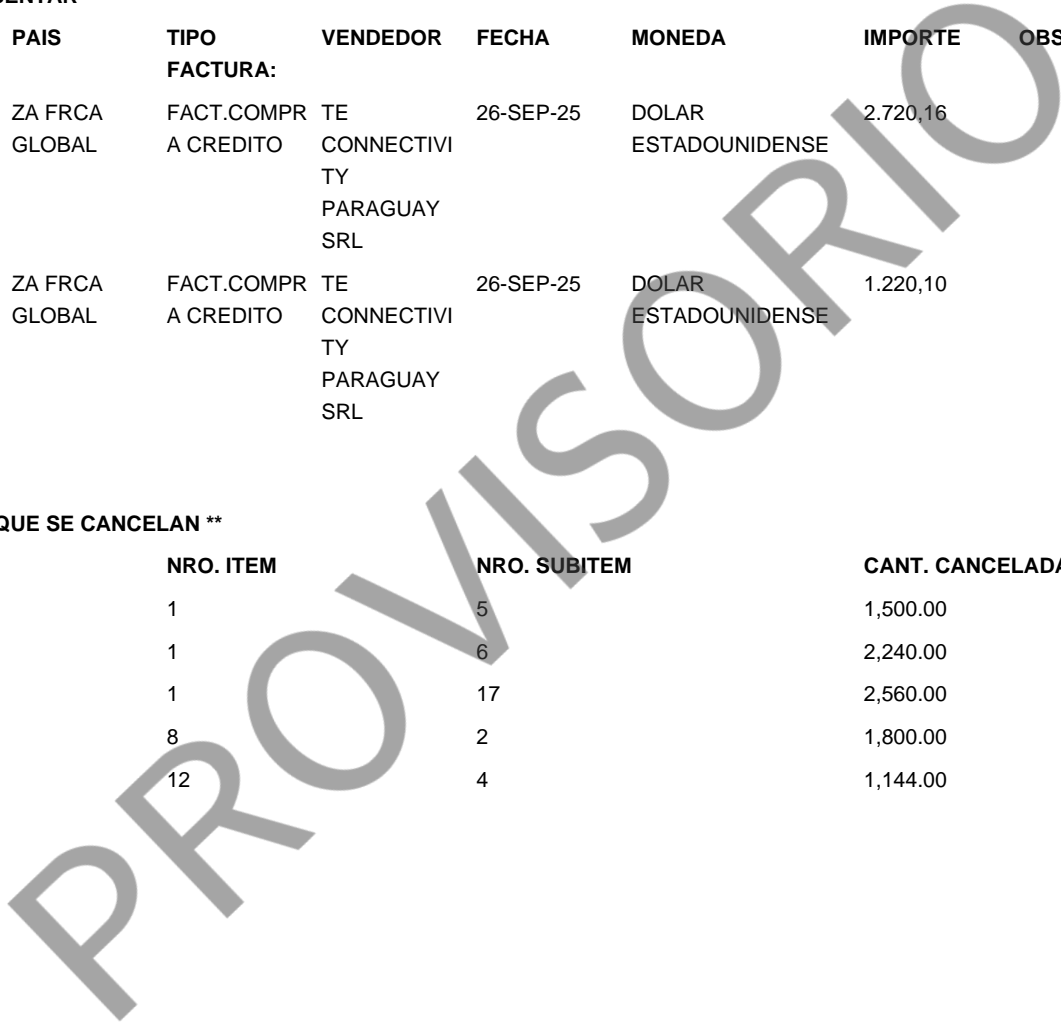 PAIS TIPO VENDEDOR FECHA MONEDA IMPORTE OBS
FACTURA:
ZA FRCA FACT.COMPR TE 26-SEP-25 DOLAR 2.720,16
GLOBAL A CREDITO CONNECTIVI ESTADOUNIDENSE
TY
PARAGUAY
SRL
ZA FRCA FACT.COMPR TE 26-SEP-25 DOLAR 1.220,10
GLOBAL A CREDITO CONNECTIVI ESTADOUNIDENSE
TY
PARAGUAY
SRL
QUE SE CANCELAN **
NRO. ITEM NRO. SUBITEM CANT. CANCELADA
1 5 1,500.00
1 6 2,240.00
1 17 2,560.00
8 2 1,800.00
12 4 1,144.00
PROVISORIO